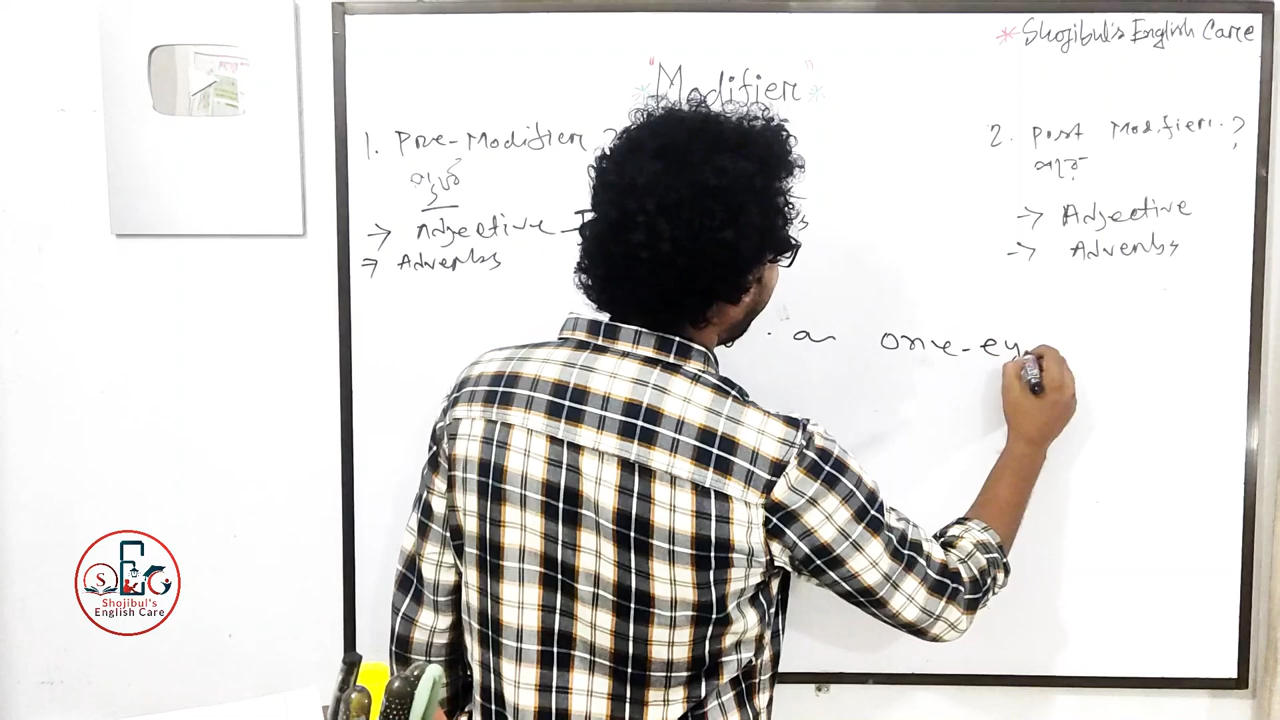 *Shojibul's English Care
"Modifier"
1. Pre-Modifier ?
পূর্ব
→ Adjective
⇒ Adverbs
2. Post Modifier. ?
পরে
→ Adjective
→ Adverbs
an one-ey
S
Shojibul's
English Care